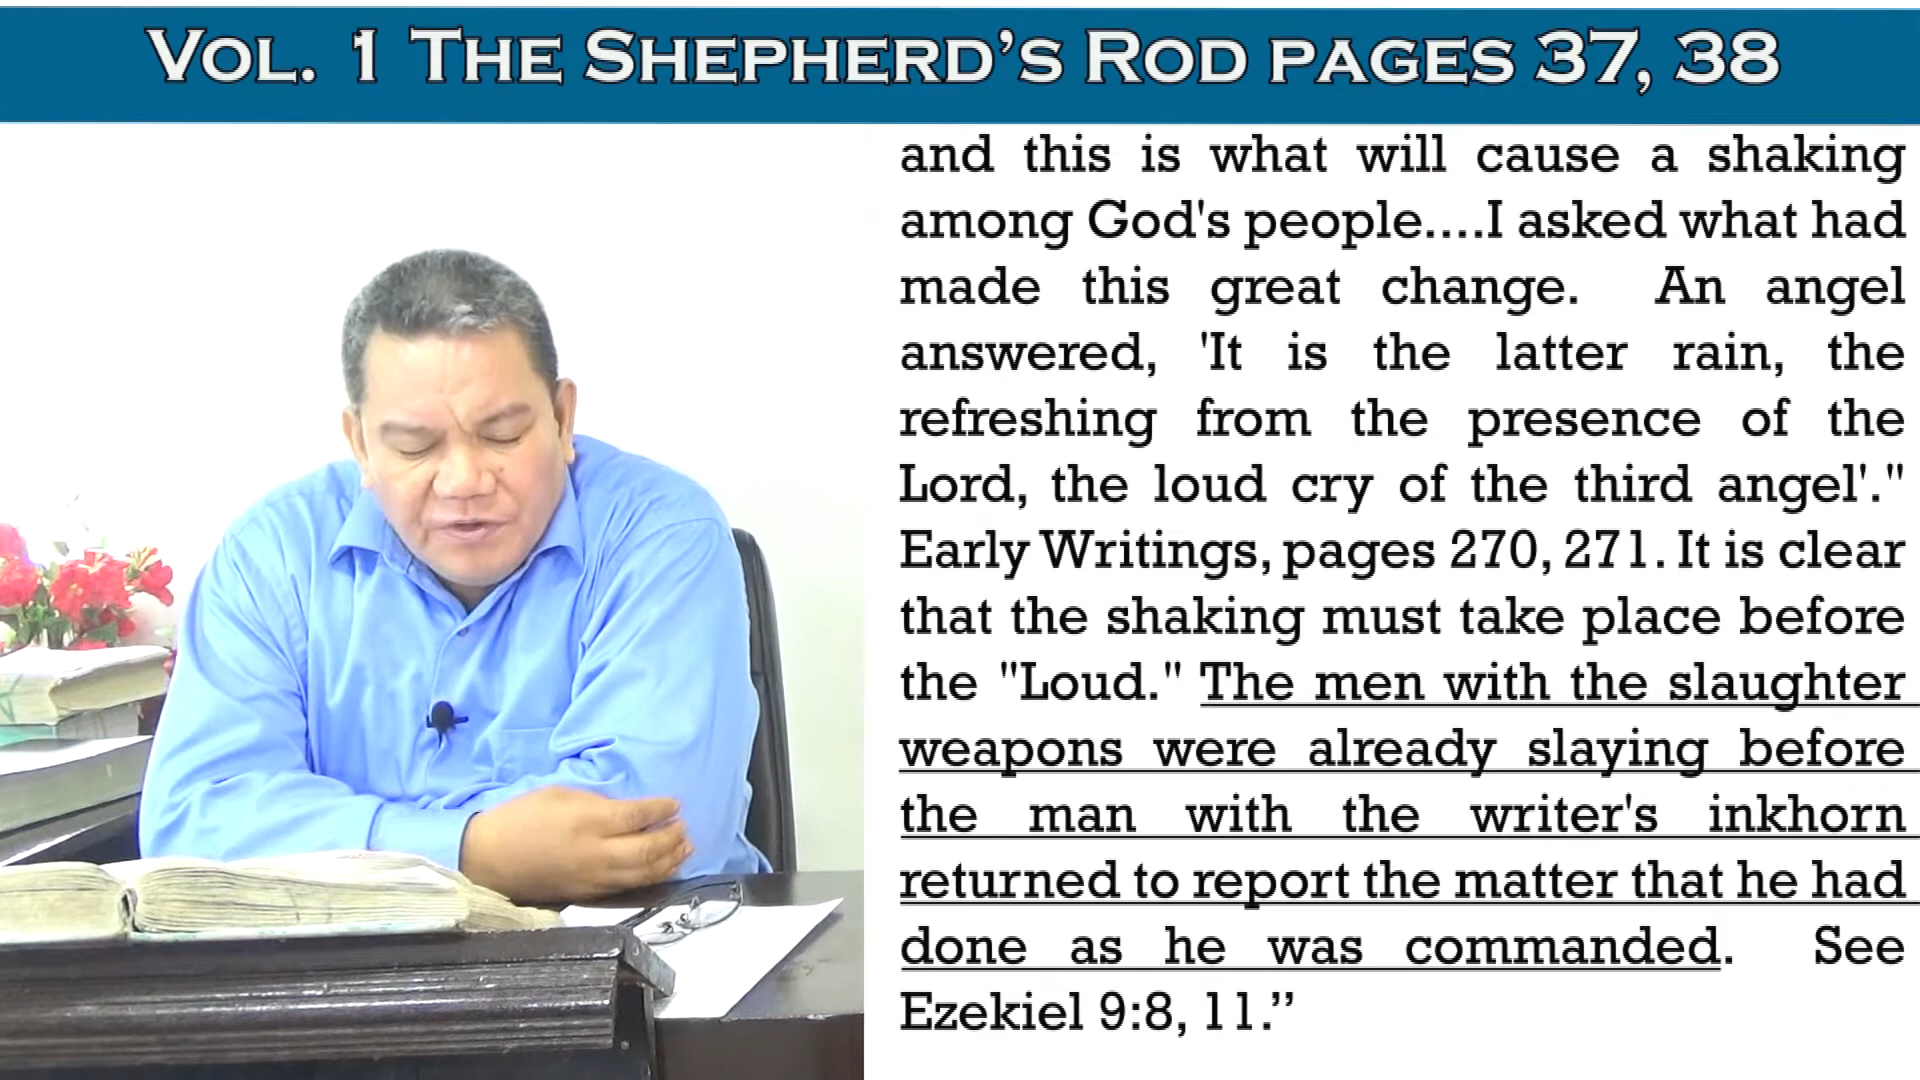 VOL. 1 THE SHEPHERD'S ROD PAGES 37, 38
and this is what will cause a shaking
among God's people....I asked what had
made this great change. An angel
answered, 'It is the latter rain, the
refreshing from the presence of the
Lord, the loud cry of the third angel'."
Early Writings, pages 270, 271. It is clear
that the shaking must take place before
the "Loud." The men with the slaughter
weapons were already slaying before
the man with the writer's inkhorn
returned to report the matter that he had
done as he was commanded. See
Ezekiel 9:8, 11.”